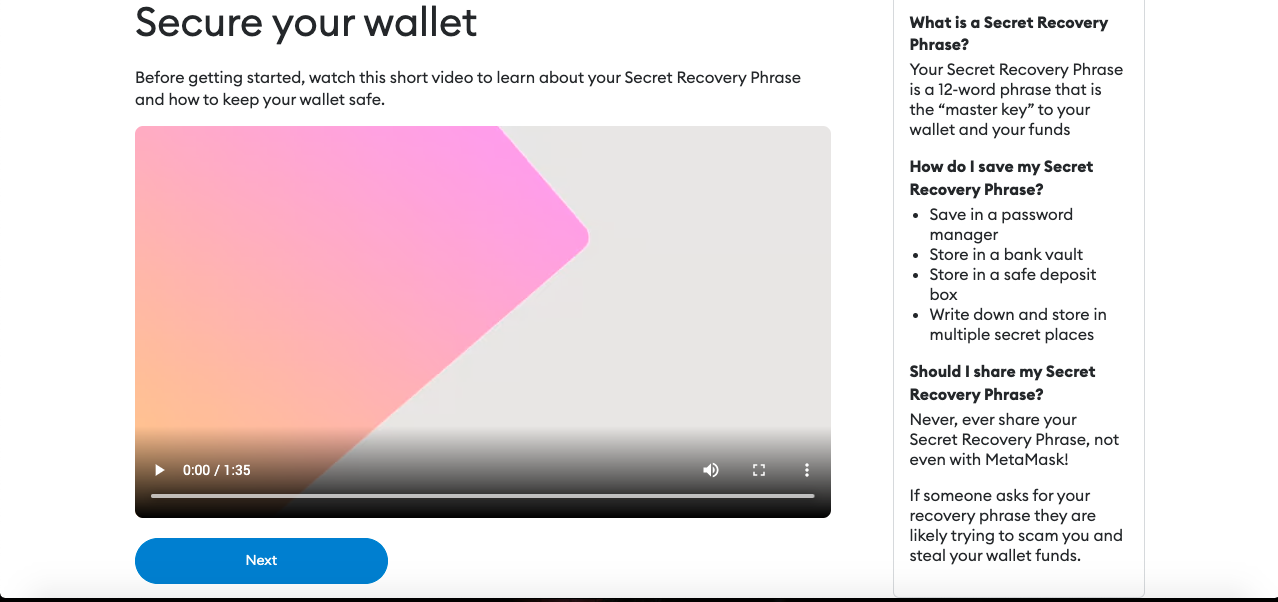 Secure your wallet
Before getting started, watch this short video to learn about your Secret Recovery Phrase
and how to keep your wallet safe.
0:00 / 1:35
Next
What is a Secret Recovery
Phrase?
Your Secret Recovery Phrase
is a 12-word phrase that is
the “master key” to your
wallet and your funds
How do I save my Secret
Recovery Phrase?
• Save in a password
manager
• Store in a bank vault
• Store in a safe deposit
box
• Write down and store in
multiple secret places
Should I share my Secret
Recovery Phrase?
Never, ever share your
Secret Recovery Phrase, not
even with MetaMask!
If someone asks for your
recovery phrase they are
likely trying to scam you and
steal your wallet funds.